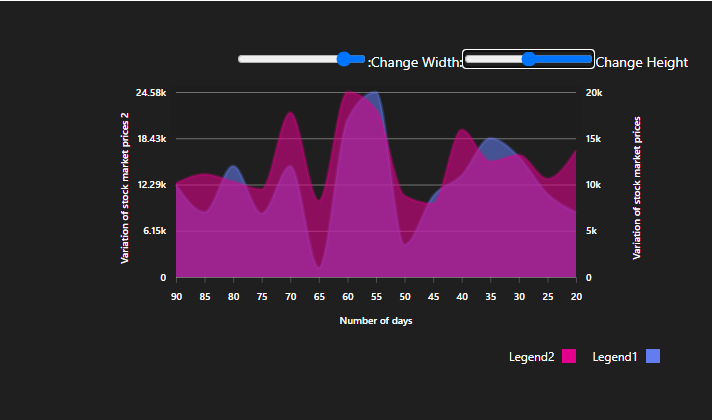 :Change Width:
Change Height
24.58k
18.43k
12.29k
6.15k
0
Variation of stock market prices 2
20k
15k
10k
5k
0
Variation of stock market prices
90 85 80 75 70 65 60 55 50 45 40 35 30 25 20
Number of days
Legend2 Legend1